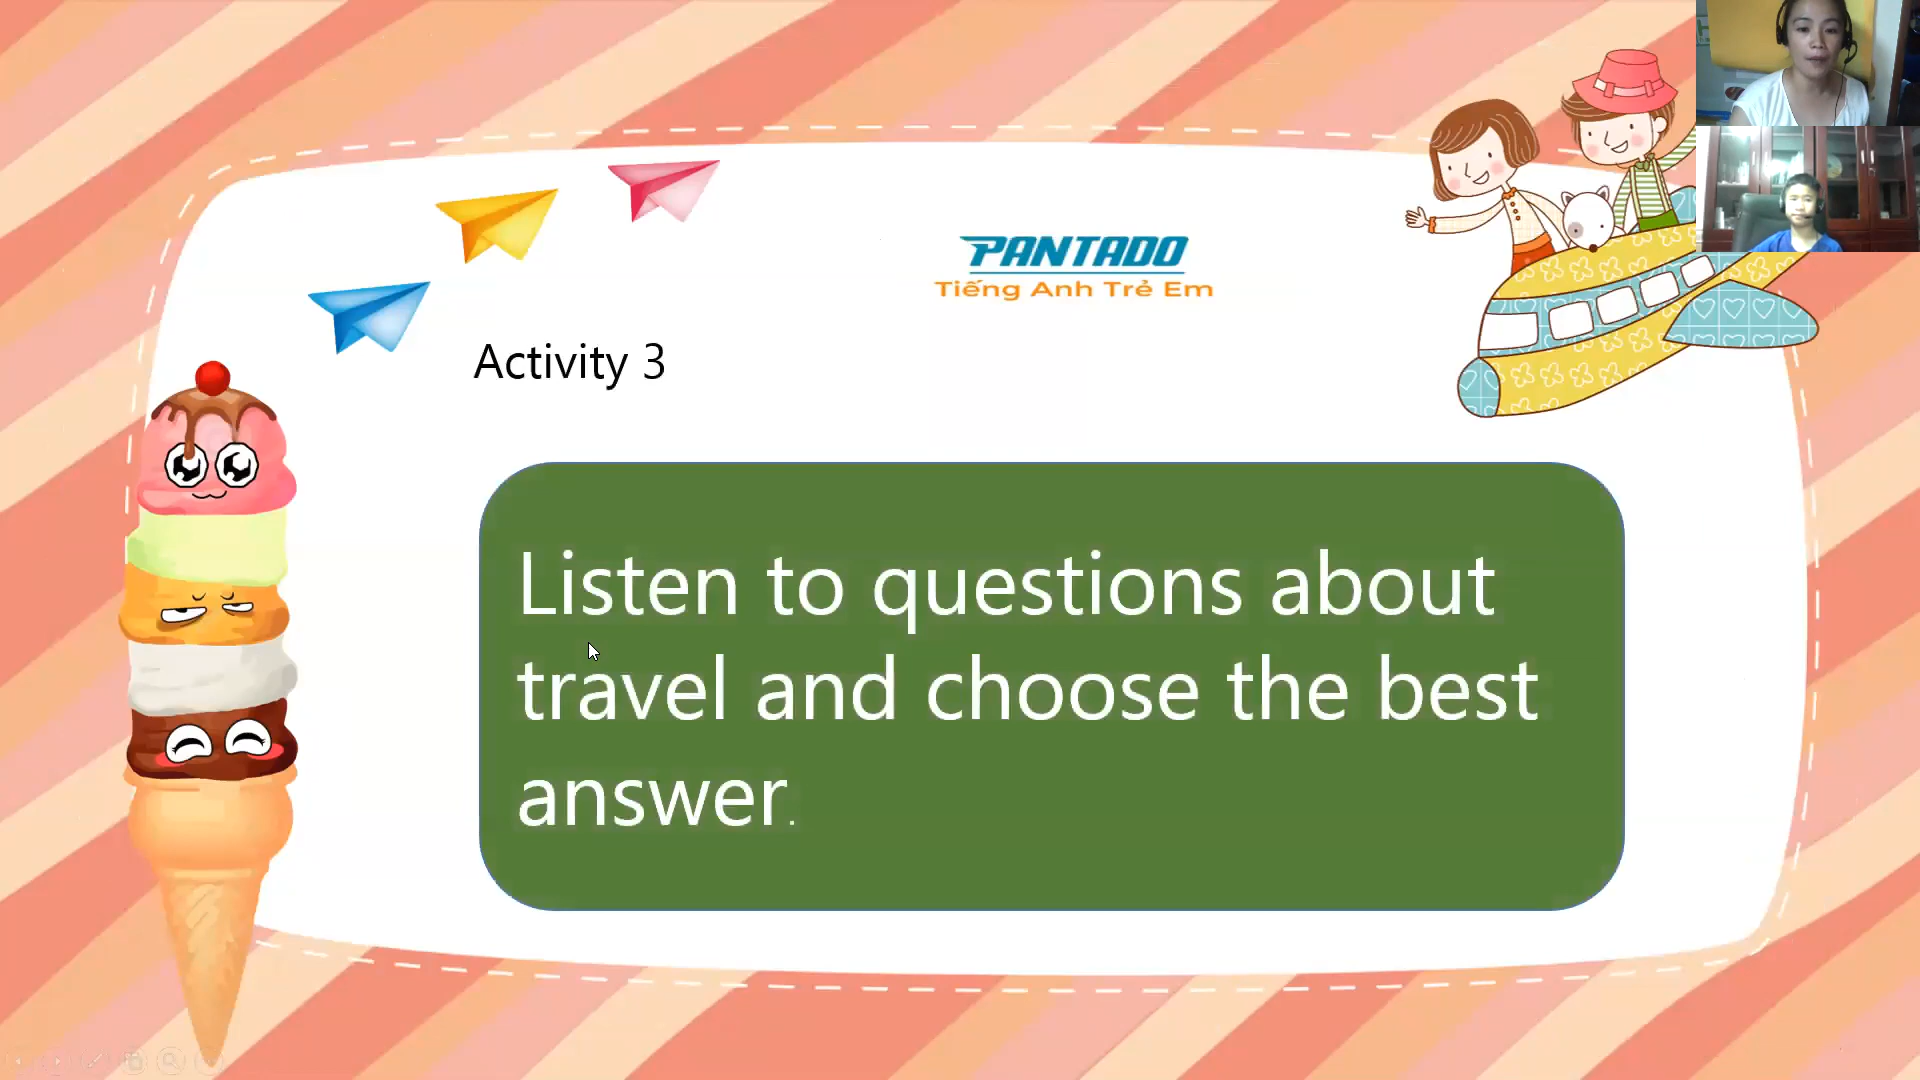 PANTADO
Tiếng Anh Trẻ Em
Activity 3
Listen to questions about
travel and choose the best
answer.